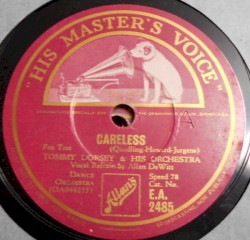 "HIS MASTER'S VOICE"
A
CARELESS
(Quadling-Howard-Jurgens)
Fox Trot
TOMMY DORSEY & HIS ORCHESTRA
Vocal Refrain by Allan DeWitt
DANCE
ORCHESTRA
Speed 78
Cat. No.
E.A.
2485
Allans